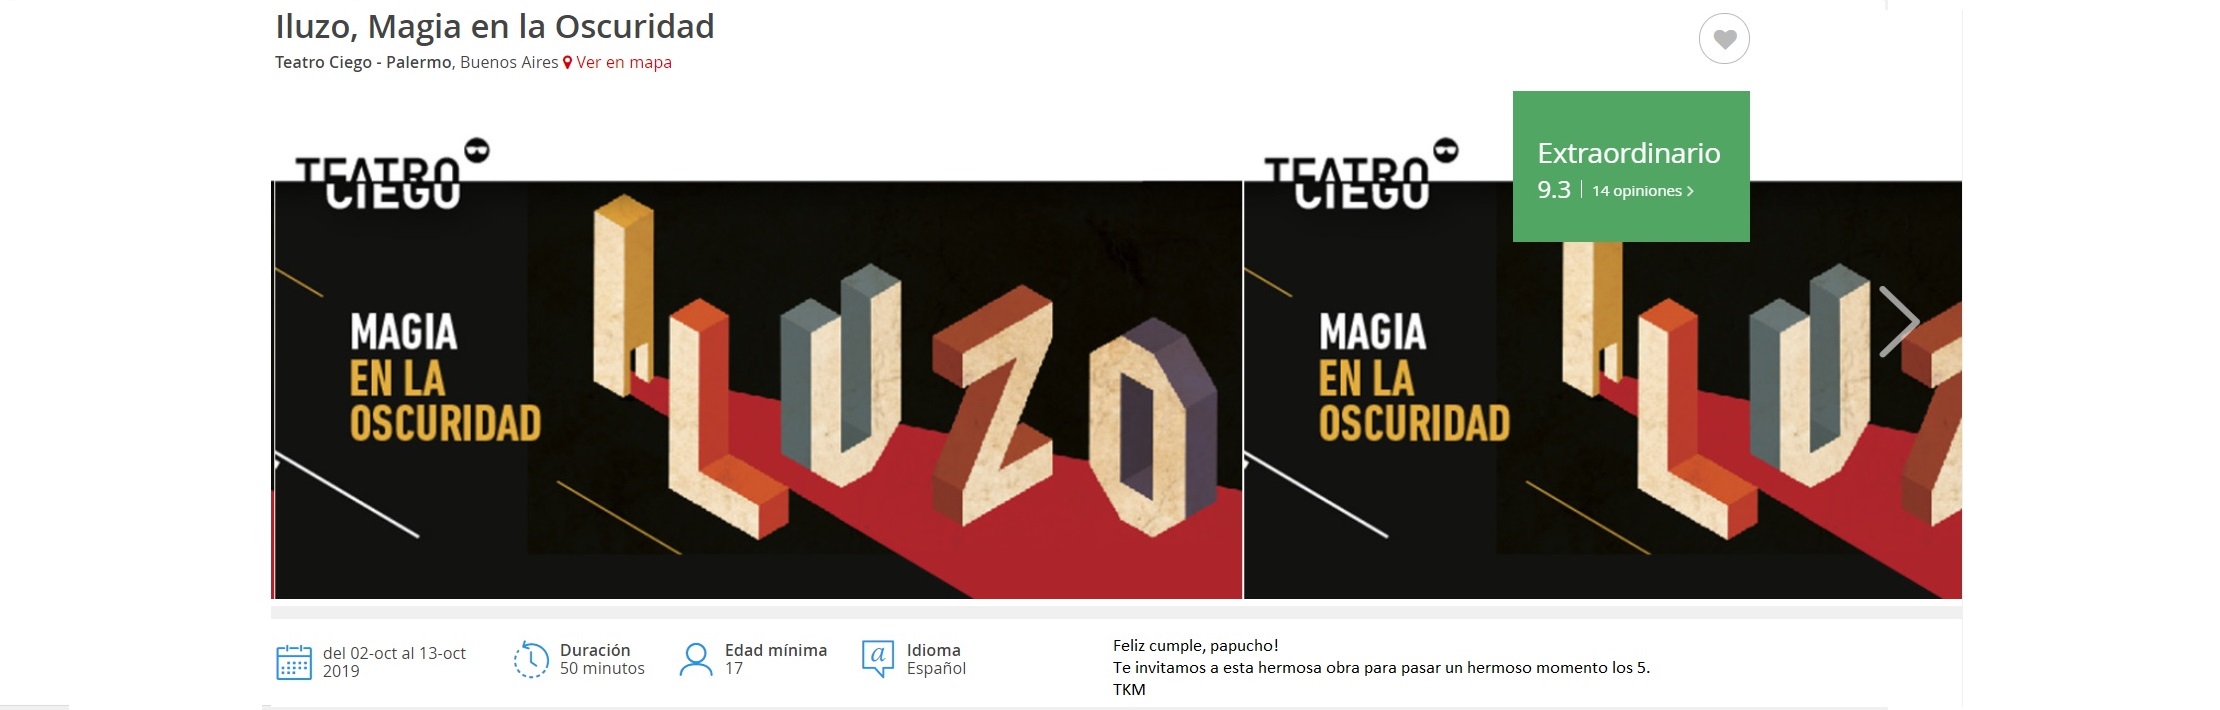 Iluzo, Magia en la Oscuridad
Teatro Ciego - Palermo, Buenos Aires Ver en mapa
Extraordinario
9.3 | 14 opiniones >
TEATRO
CIEGO
MAGIA
EN LA
OSCURIDAD
ILUZO
TEATRO
CIEGO
MAGIA
EN LA
OSCURIDAD
ILUZ
del 02-oct al 13-oct
2019
Duración
50 minutos
Edad mínima
17
a
Idioma
Español
Feliz cumple, papucho!
Te invitamos a esta hermosa obra para pasar un hermoso momento los 5.
TKM